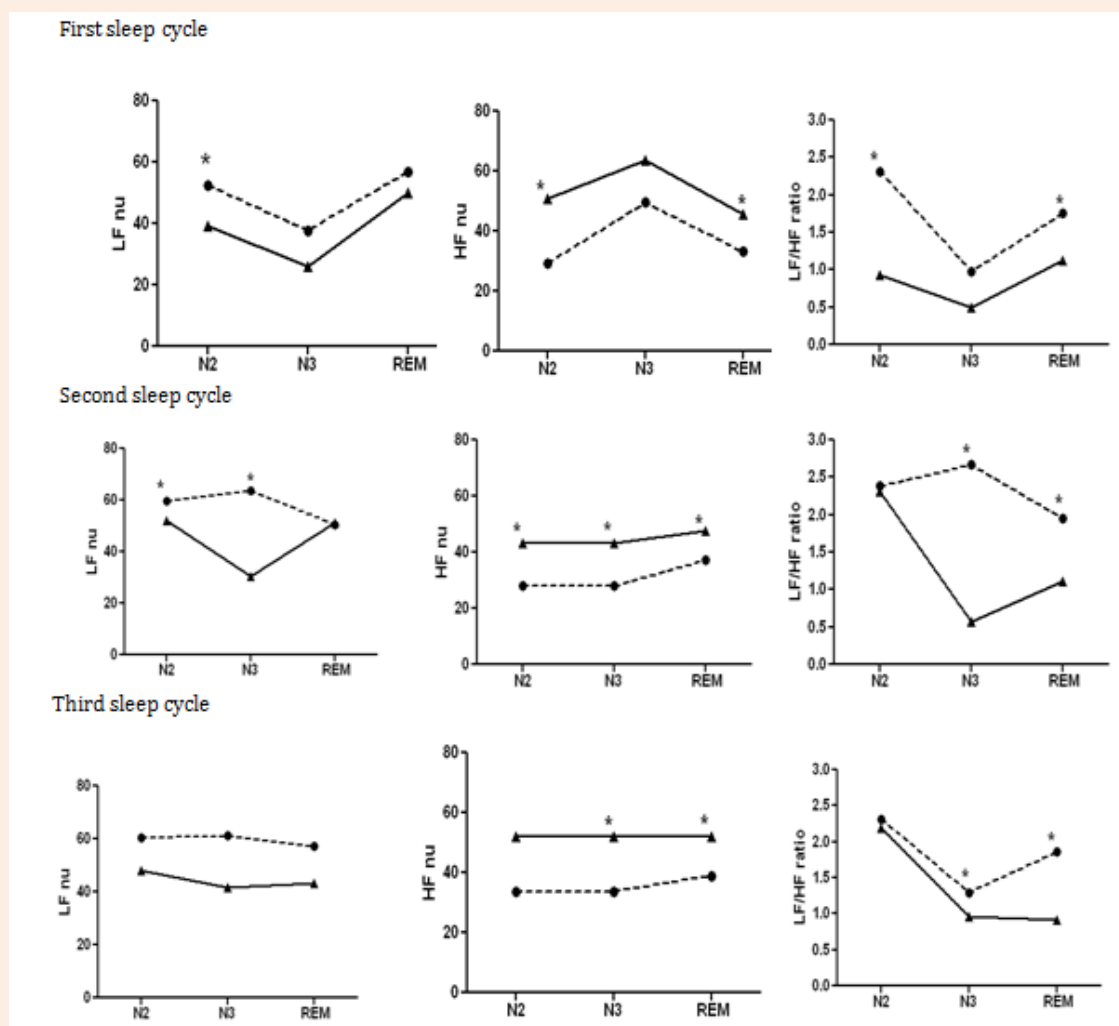 First sleep cycle
LF nu
80
60
40
20
0
*
N2 N3 REM
HF nu
80
60
40
20
0
* *
N2 N3 REM
LF/HF ratio
3.0
2.5
2.0
1.5
1.0
0.5
0.0
* *
N2 N3 REM
Second sleep cycle
LF nu
80
60
40
20
0
* *
N2 N3 REM
HF nu
80
60
40
20
0
* * *
N2 N3 REM
LF/HF ratio
3.0
2.5
2.0
1.5
1.0
0.5
0.0
* *
N2 N3 REM
Third sleep cycle
LF nu
80
60
40
20
0
N2 N3 REM
HF nu
80
60
40
20
0
* *
N2 N3 REM
LF/HF ratio
3.0
2.5
2.0
1.5
1.0
0.5
0.0
* *
N2 N3 REM